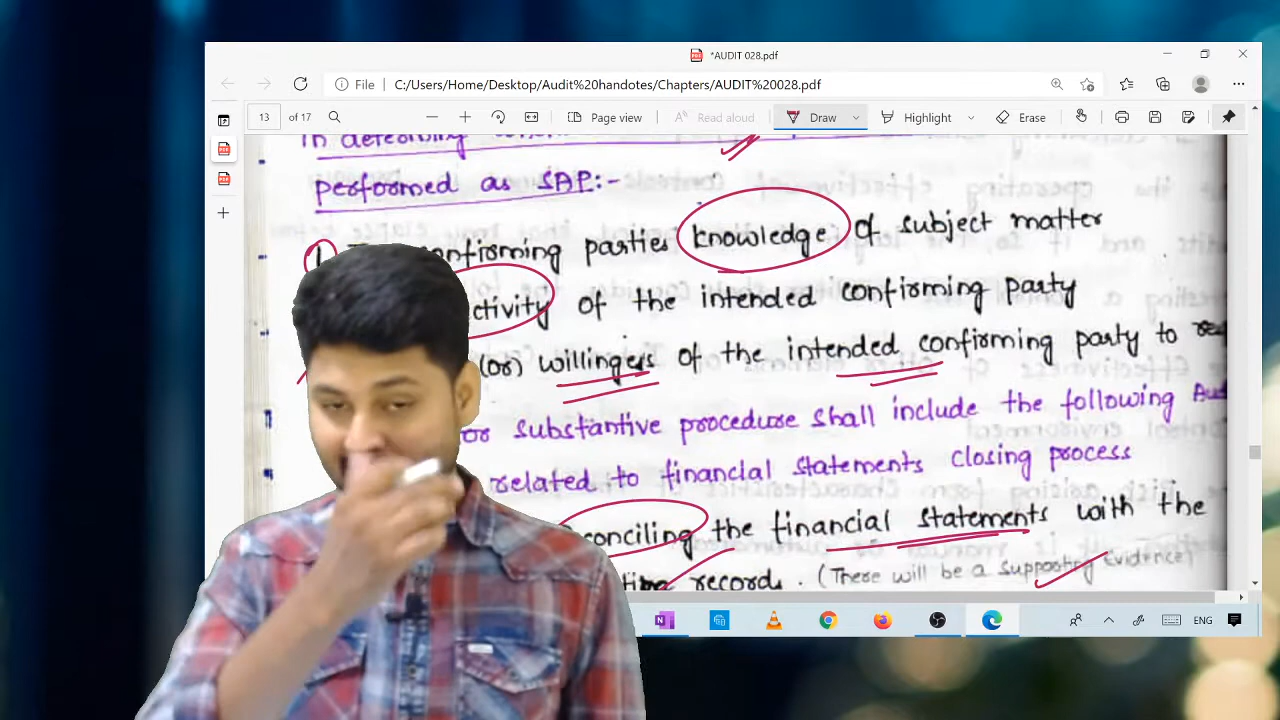 *AUDIT 028.pdf
File C:/Users/Home/Desktop/Audit%20handotes/Chapters/AUDIT%20028.pdf
13 of 17 Page view Read aloud Draw Highlight Erase
performed as SAP:-
parties knowledge of subject matter
ctivity of the intended confirming party
(or) willingess of the intended confirming party to
or substantive procedure shall include the following
related to financial statements closing process
conciling the financial statements with the
records. (There will be a supporting Evidence)
ENG